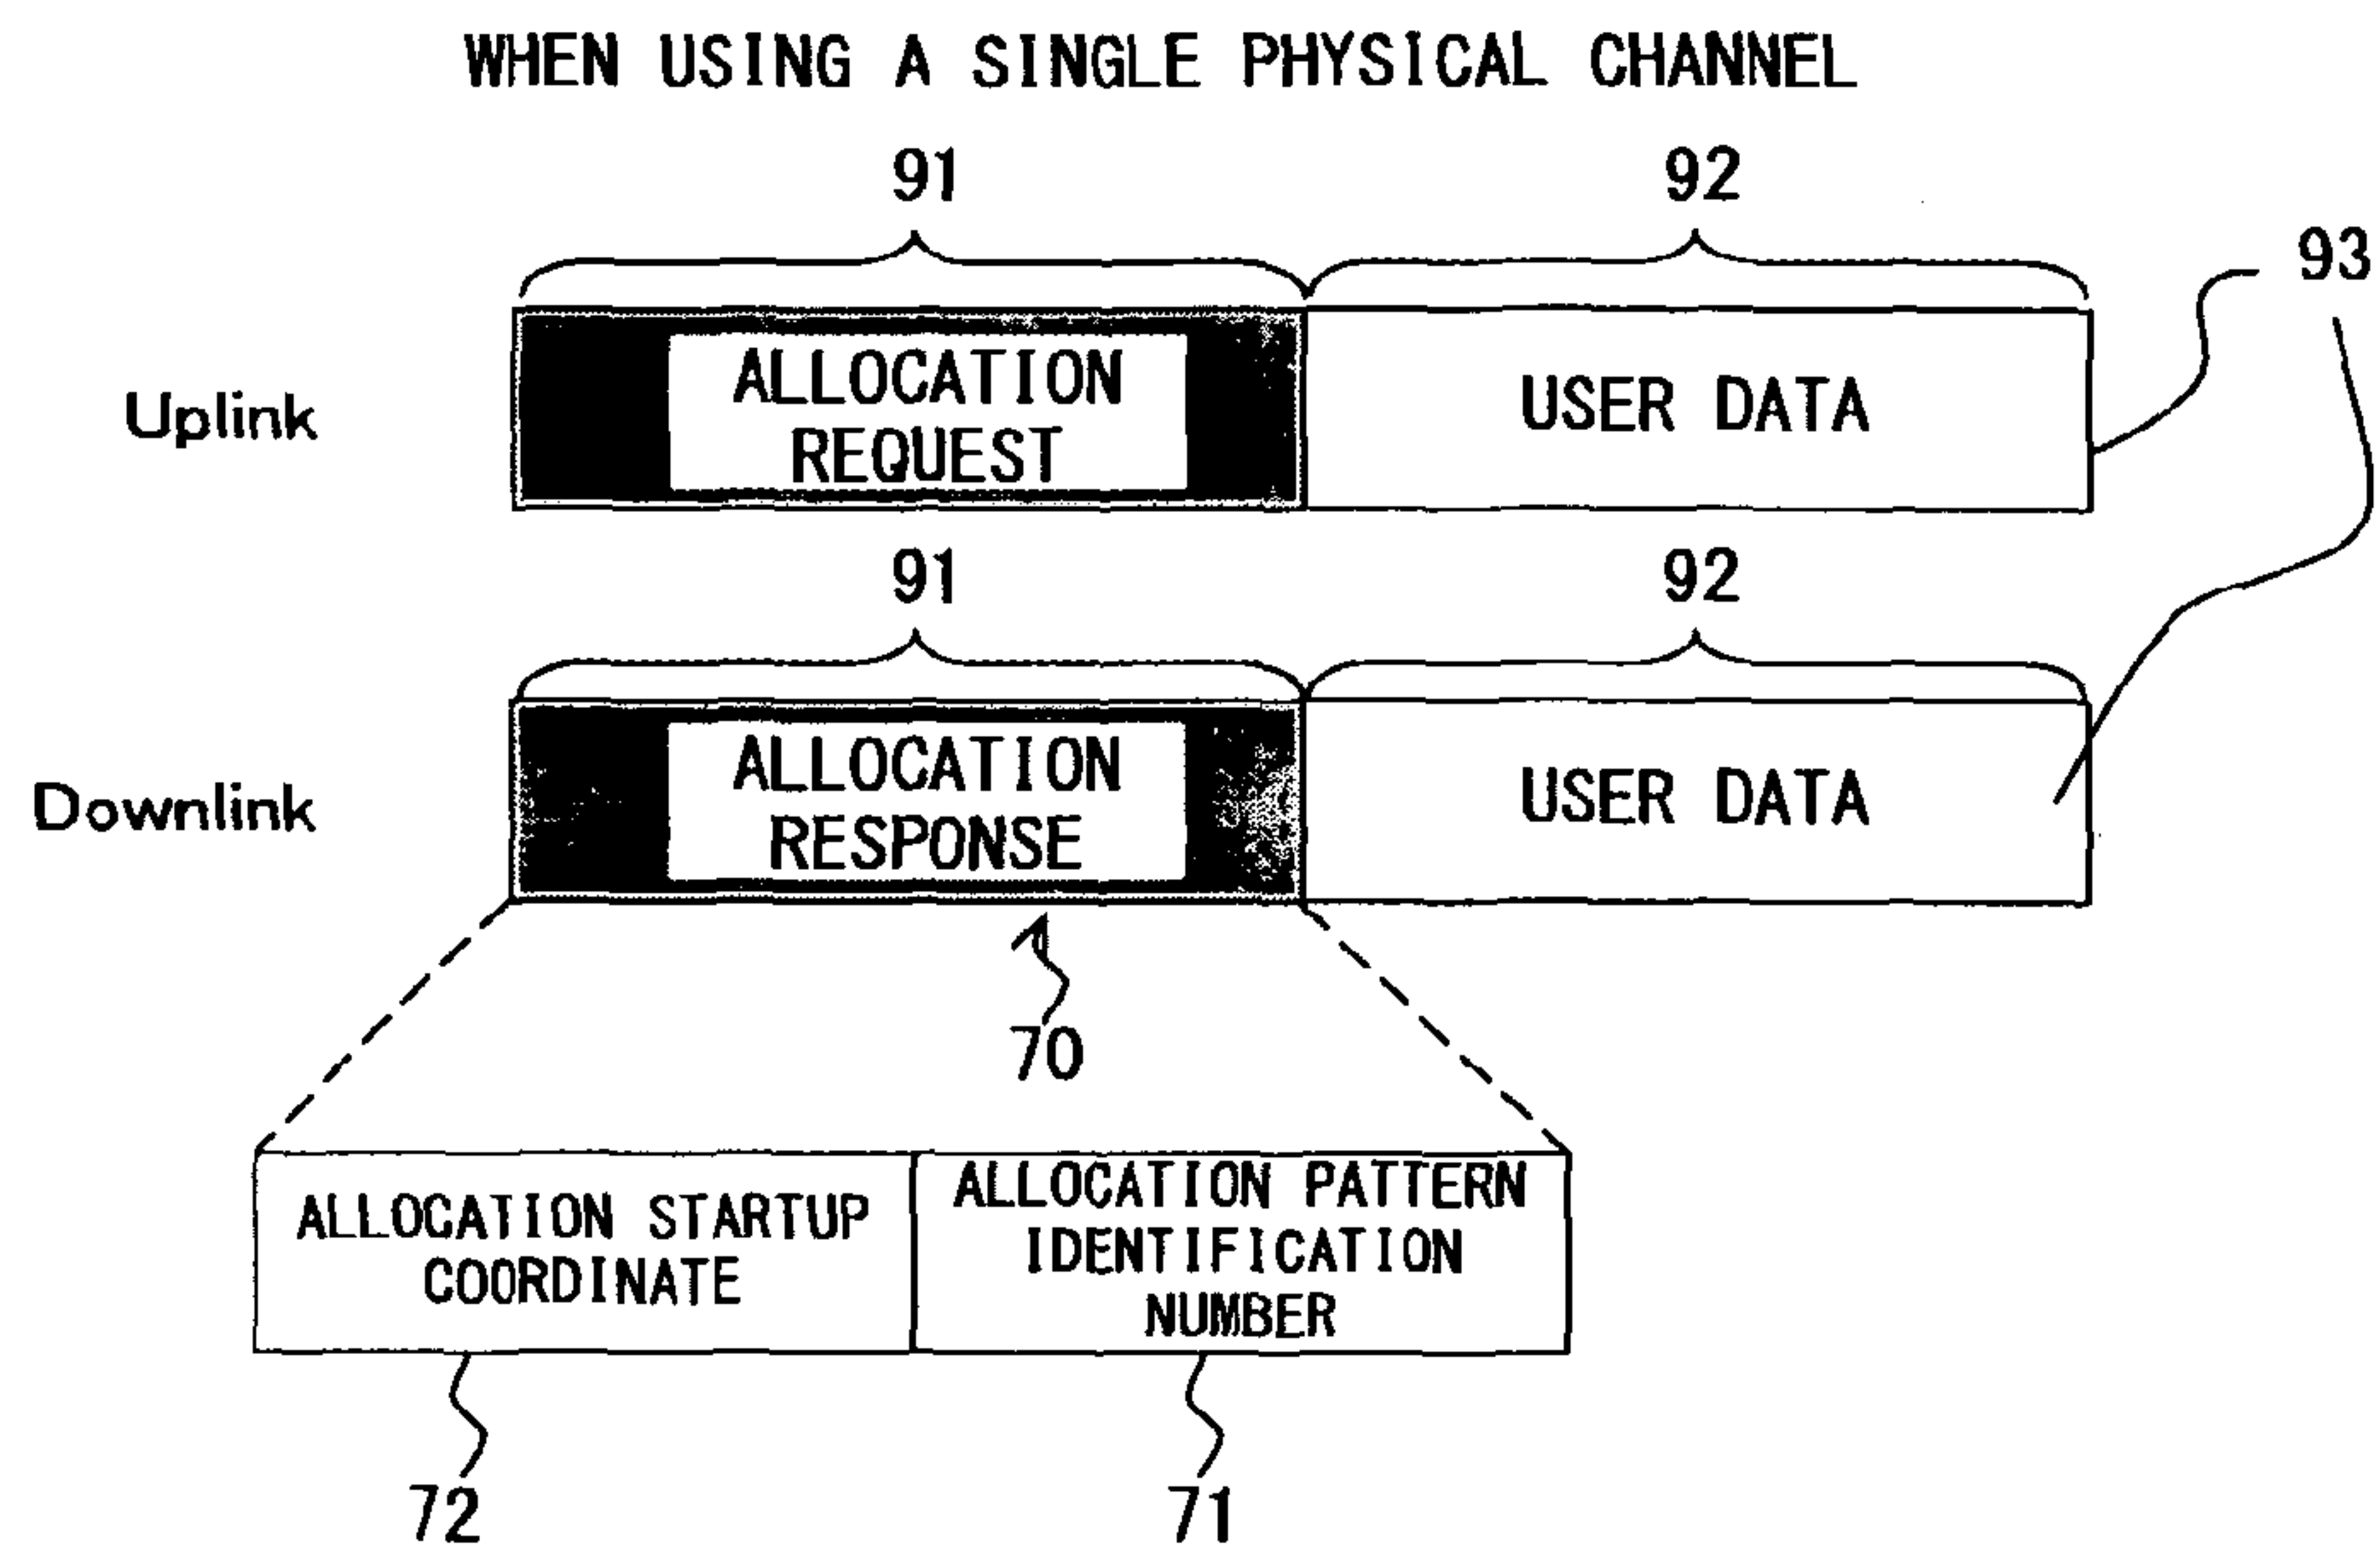 WHEN USING A SINGLE PHYSICAL CHANNEL
91
92
93
Uplink
ALLOCATION
REQUEST
USER DATA
91
92
Downlink
ALLOCATION
RESPONSE
USER DATA
70
ALLOCATION STARTUP
COORDINATE
ALLOCATION PATTERN
IDENTIFICATION
NUMBER
72
71